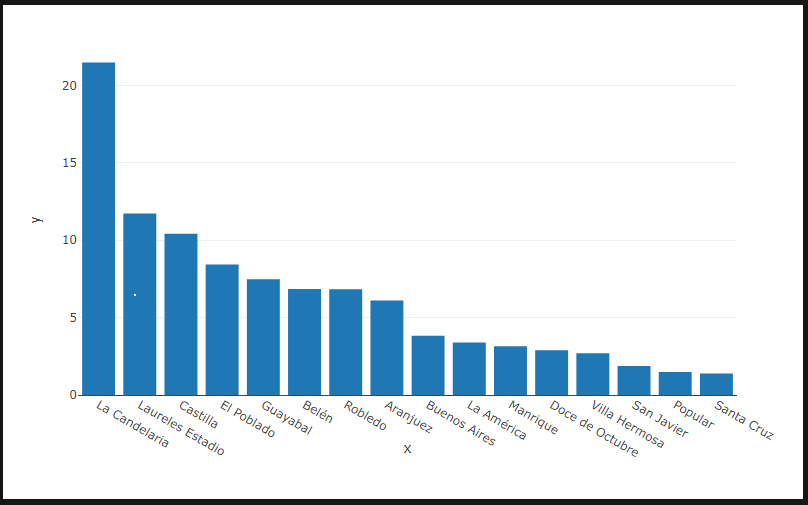 20
15
10
5
0
y
La Candelaria
Laureles Estadio
Castilla
El Poblado
Guayabal
Belén
Robledo
Aranjuez
Buenos Aires
La América
Manrique
Doce de Octubre
Villa Hermosa
San Javier
Popular
Santa Cruz
x